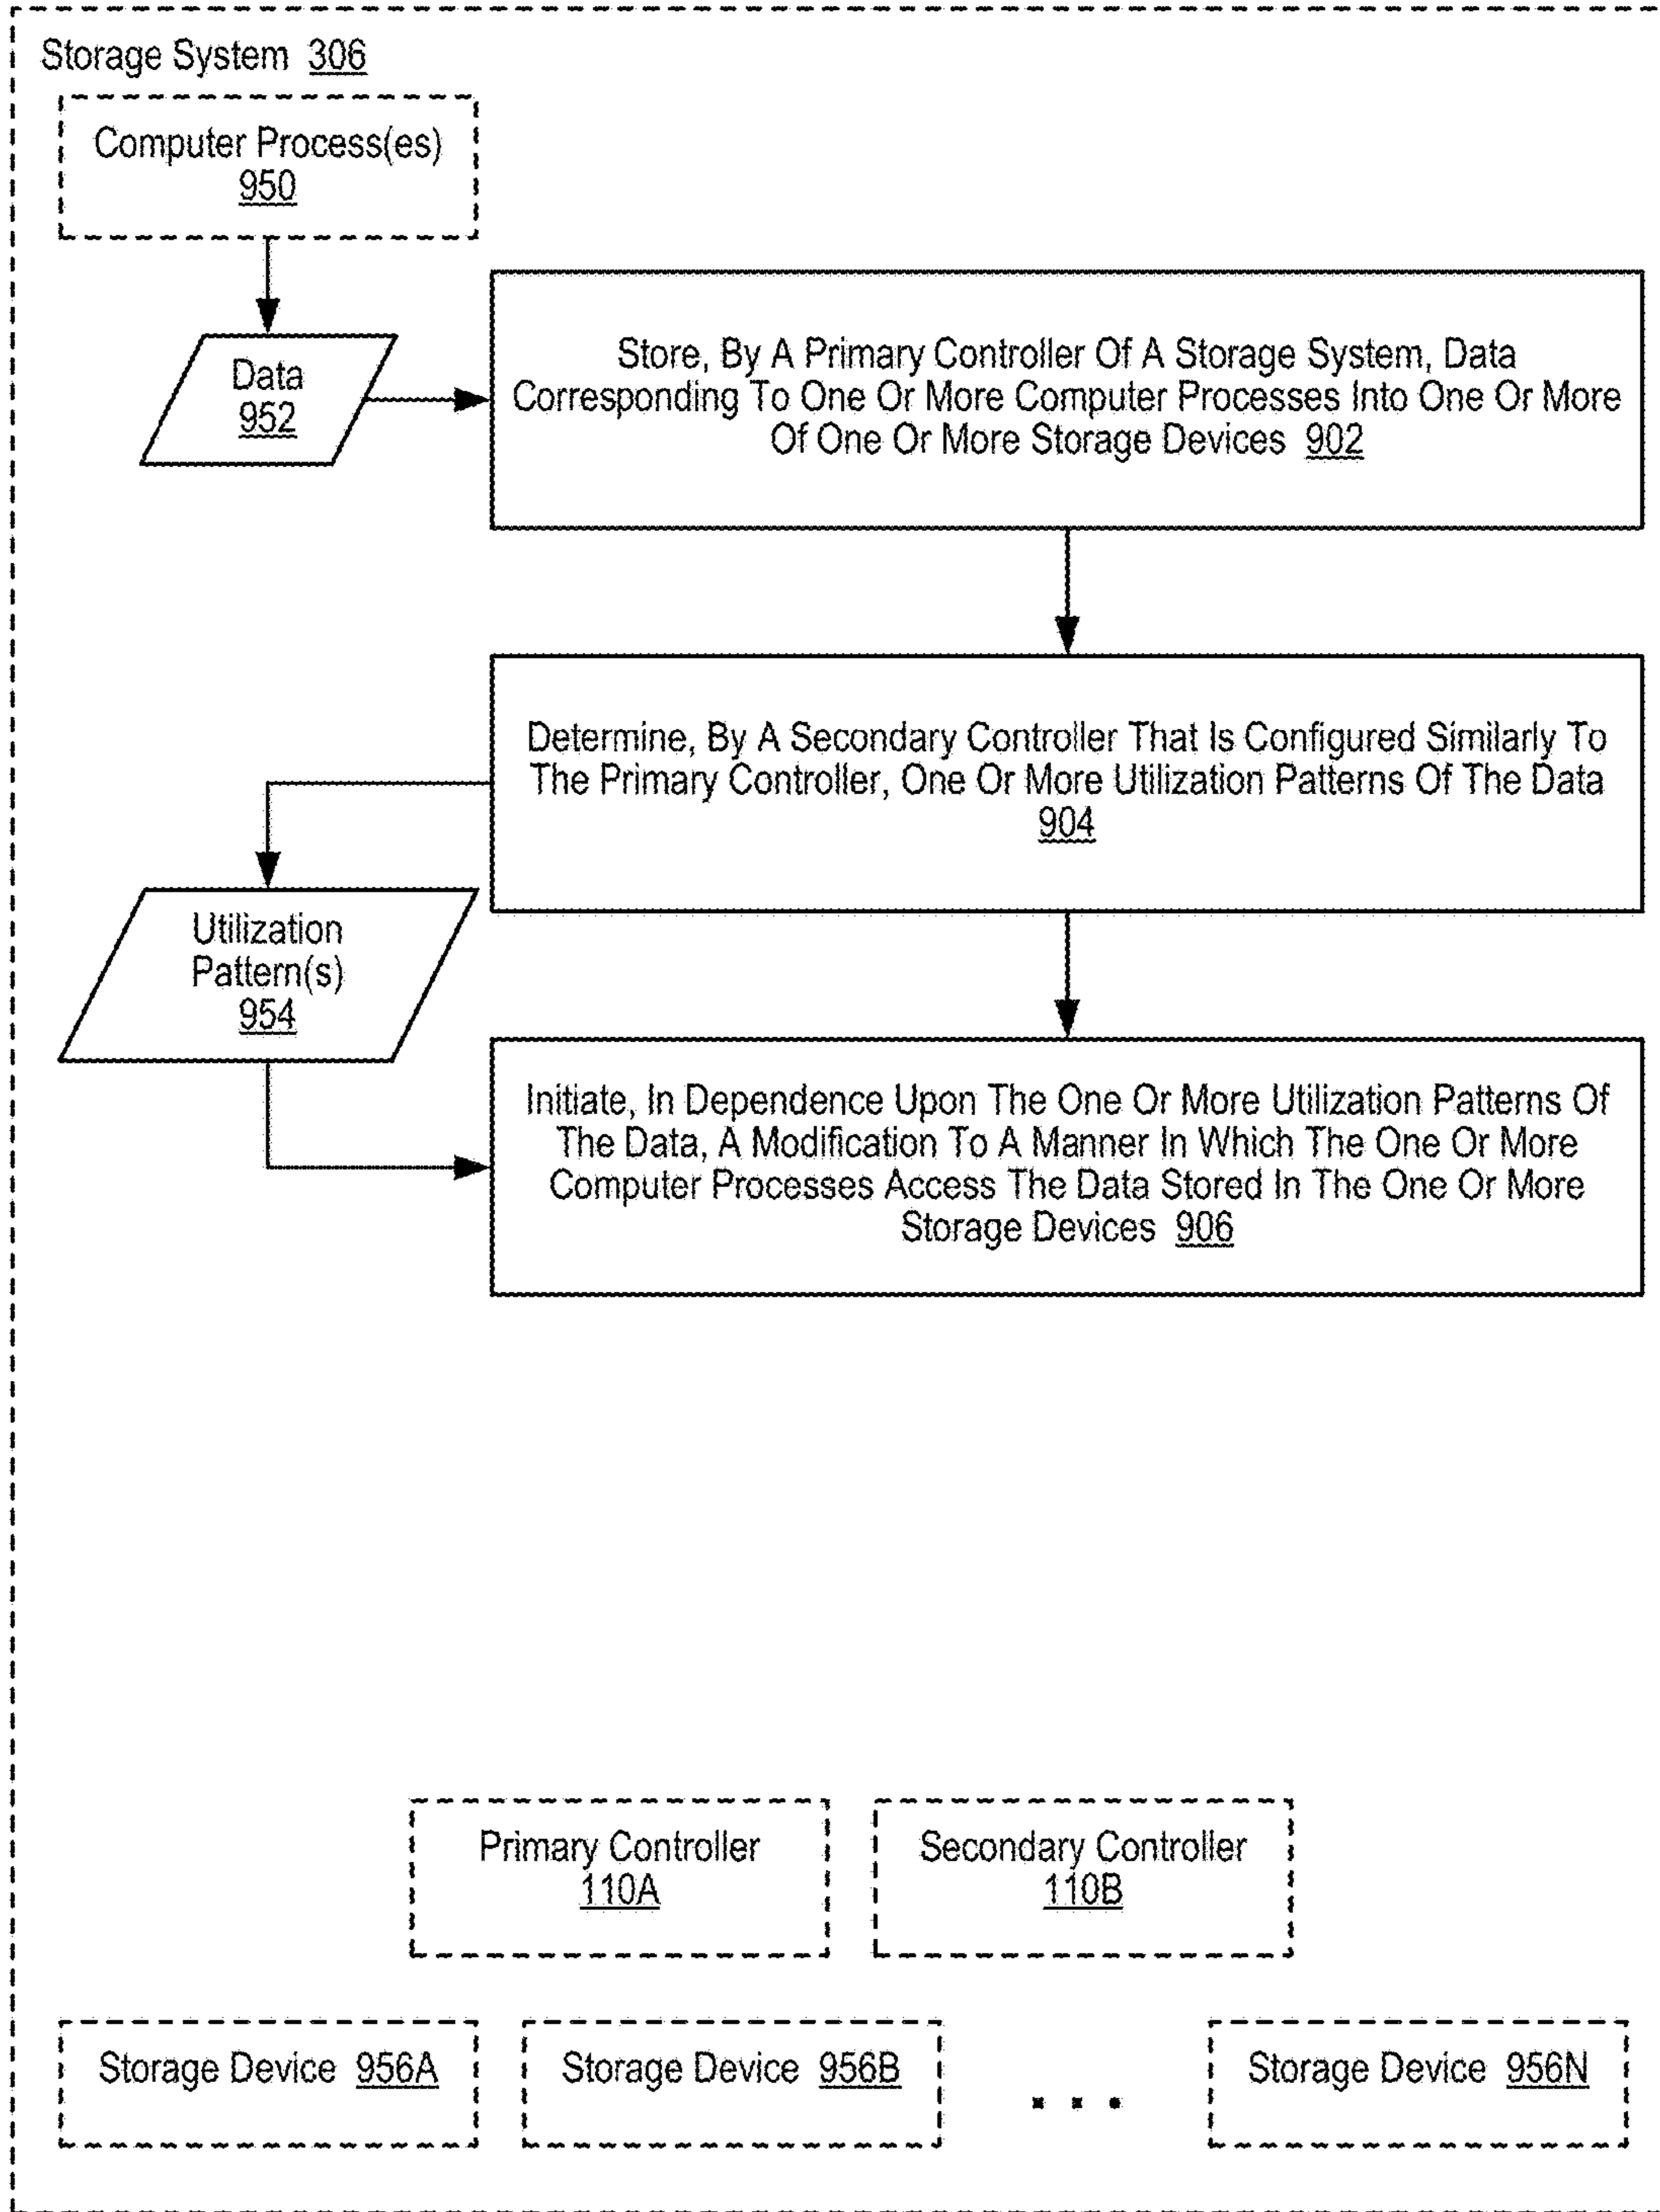 Storage System 306
Computer Process(es)
950
Data
952
Store, By A Primary Controller Of A Storage System, Data
Corresponding To One Or More Computer Processes Into One Or More
Of One Or More Storage Devices 902
Determine, By A Secondary Controller That Is Configured Similarly To
The Primary Controller, One Or More Utilization Patterns Of The Data
904
Utilization
Pattern(s)
954
Initiate, In Dependence Upon The One Or More Utilization Patterns Of
The Data, A Modification To A Manner In Which The One Or More
Computer Processes Access The Data Stored In The One Or More
Storage Devices 906
Primary Controller
110A
Secondary Controller
110B
Storage Device 956A
Storage Device 956B
...
Storage Device 956N